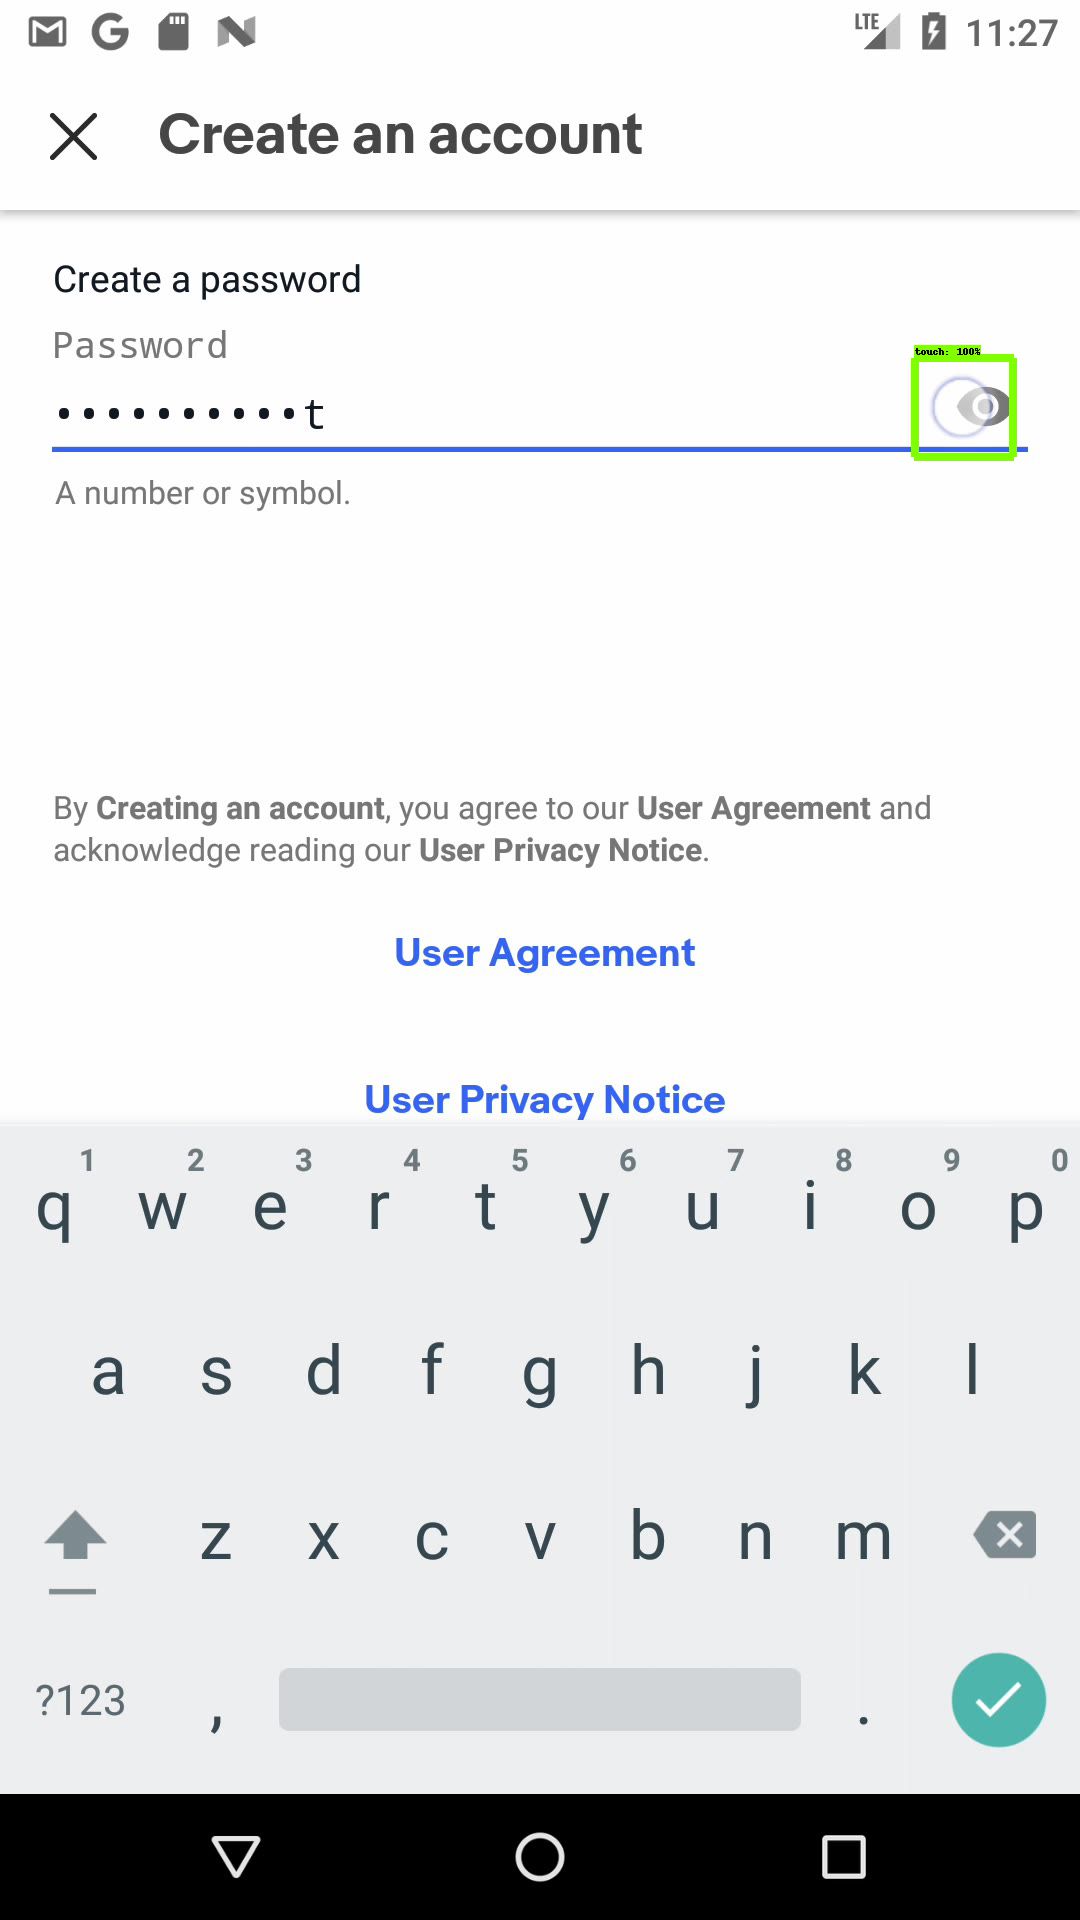 LTE 11:27
Create an account
Create a password
Password
touch: 100%
••••••••••t
A number or symbol.
By Creating an account, you agree to our User Agreement and
acknowledge reading our User Privacy Notice.
User Agreement
User Privacy Notice
1 2 3 4 5 6 7 8 9 0
q w e r t y u i o p
a s d f g h j k l
z x c v b n m
?123 , .